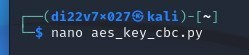 ┌──(di22v7×027㉿kali)-[~]
└─$ nano aes_key_cbc.py